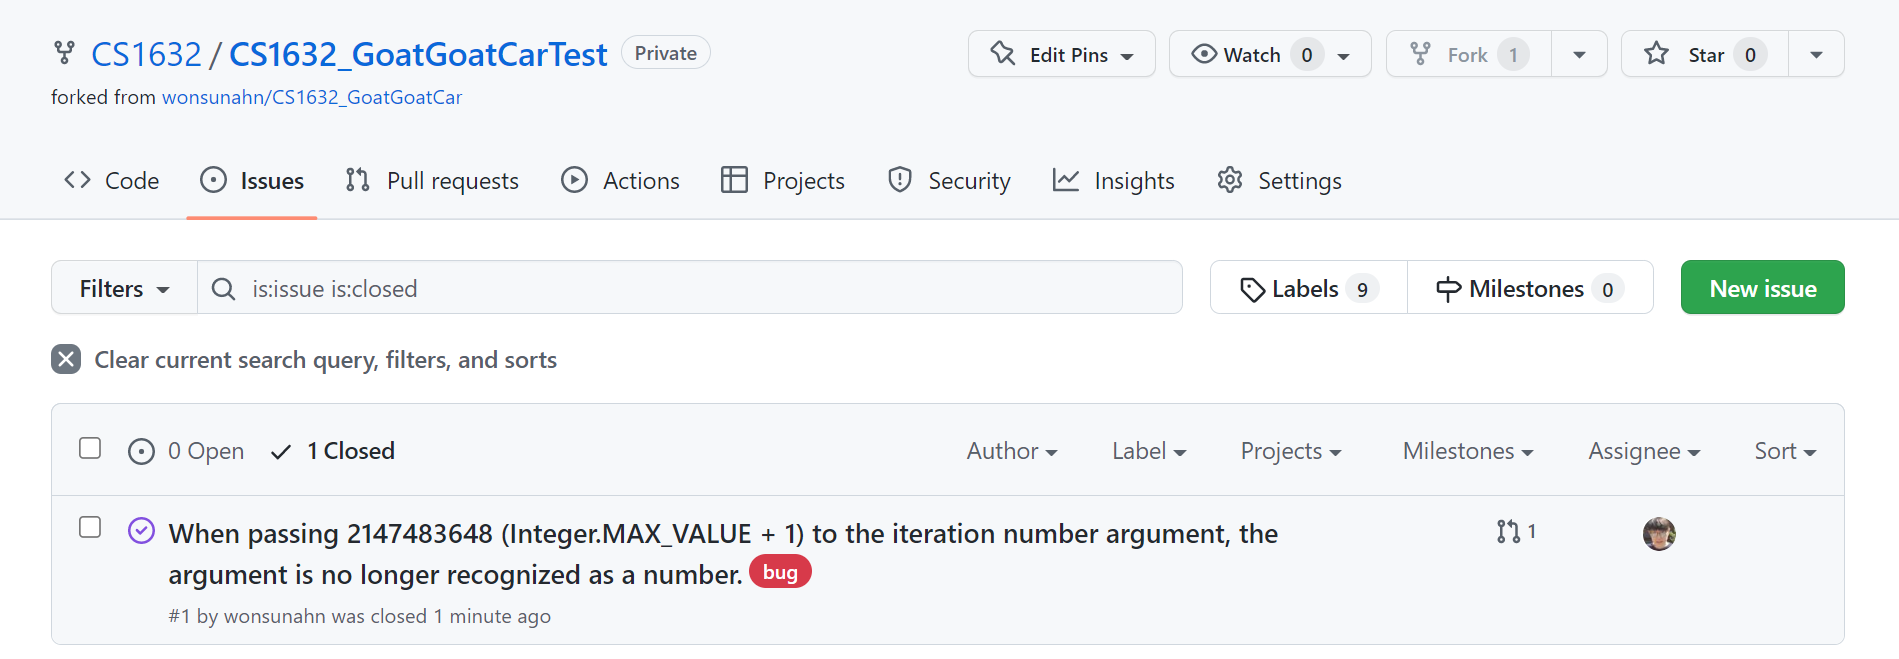 CS1632 / CS1632_GoatGoatCarTest Private Edit Pins Watch 0 Fork 1 Star 0
forked from wonsunahn/CS1632_GoatGoatCar
Code Issues Pull requests Actions Projects Security Insights Settings
Filters is:issue is:closed Labels 9 Milestones 0 New issue
Clear current search query, filters, and sorts
0 Open 1 Closed Author Label Projects Milestones Assignee Sort
When passing 2147483648 (Integer.MAX_VALUE + 1) to the iteration number argument, the 1
argument is no longer recognized as a number. bug
#1 by wonsunahn was closed 1 minute ago